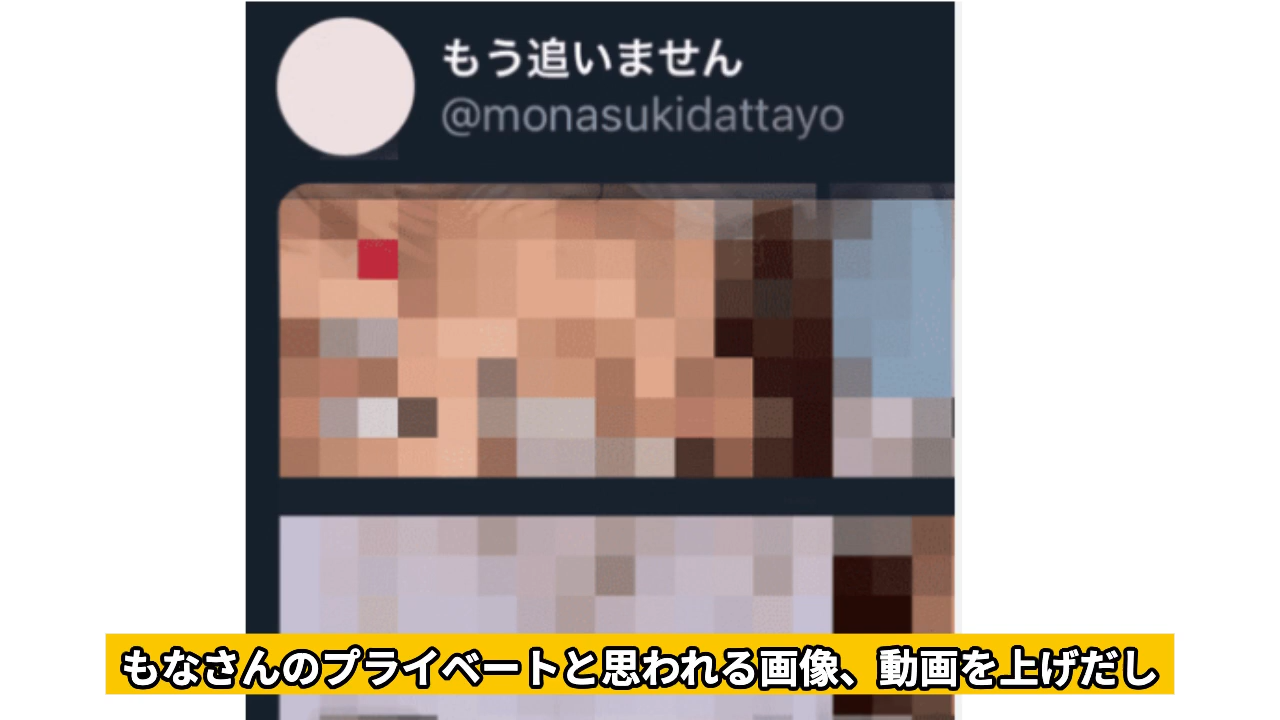 もう追いません
@monasukidattayo
もなさんのプライベートと思われる画像、動画を上げだし